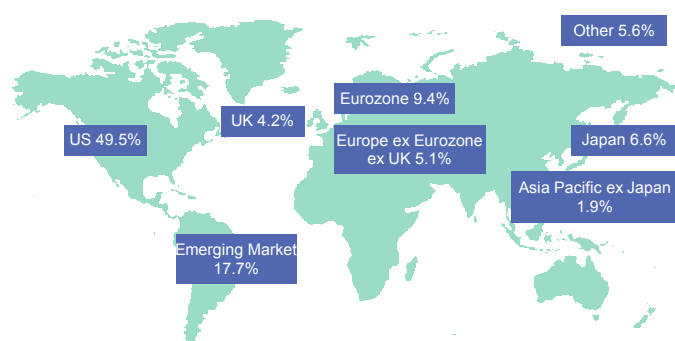 Other 5.6%
Eurozone 9.4%
UK 4.2%
US 49.5%
Europe ex Eurozone
ex UK 5.1%
Japan 6.6%
Asia Pacific ex Japan
1.9%
Emerging Market
17.7%